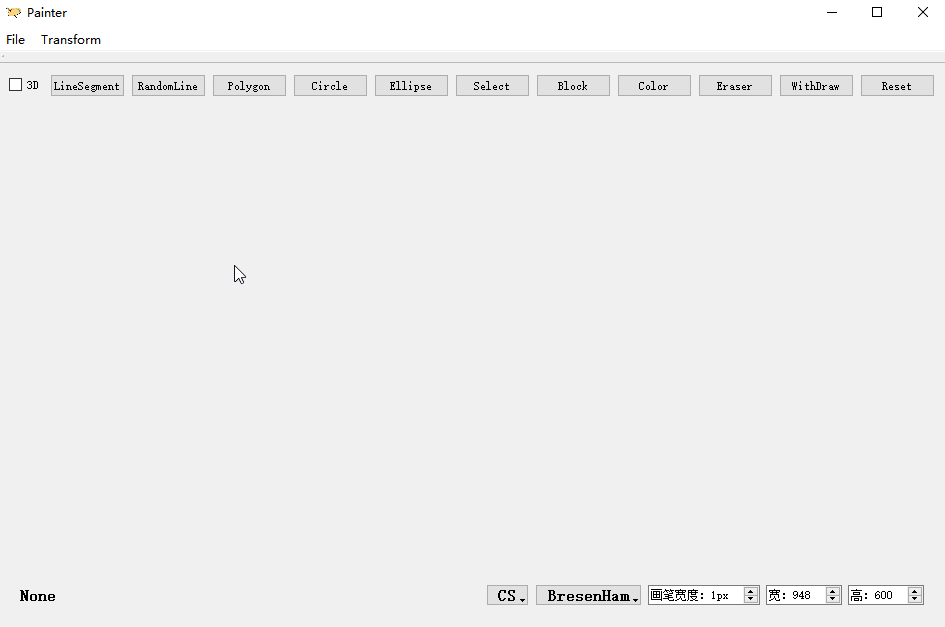 Painter
File Transform
3D LineSegment RandomLine Polygon Circle Ellipse Select Block Color Eraser WithDraw Reset
None CS BresenHam 画笔宽度: 1px 宽: 948 高: 600